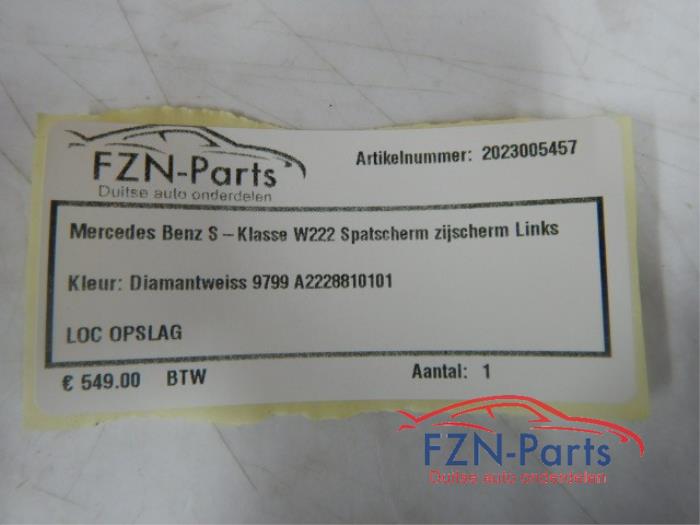 FZN-Parts
Duitse auto onderdelen
Artikelnummer: 2023005457
Mercedes Benz S – Klasse W222 Spatscherm zijscherm Links
Kleur: Diamantweiss 9799 A2228810101
LOC OPSLAG
€ 549.00 BTW
Aantal: 1
FZN-Parts
Duitse auto onderdelen